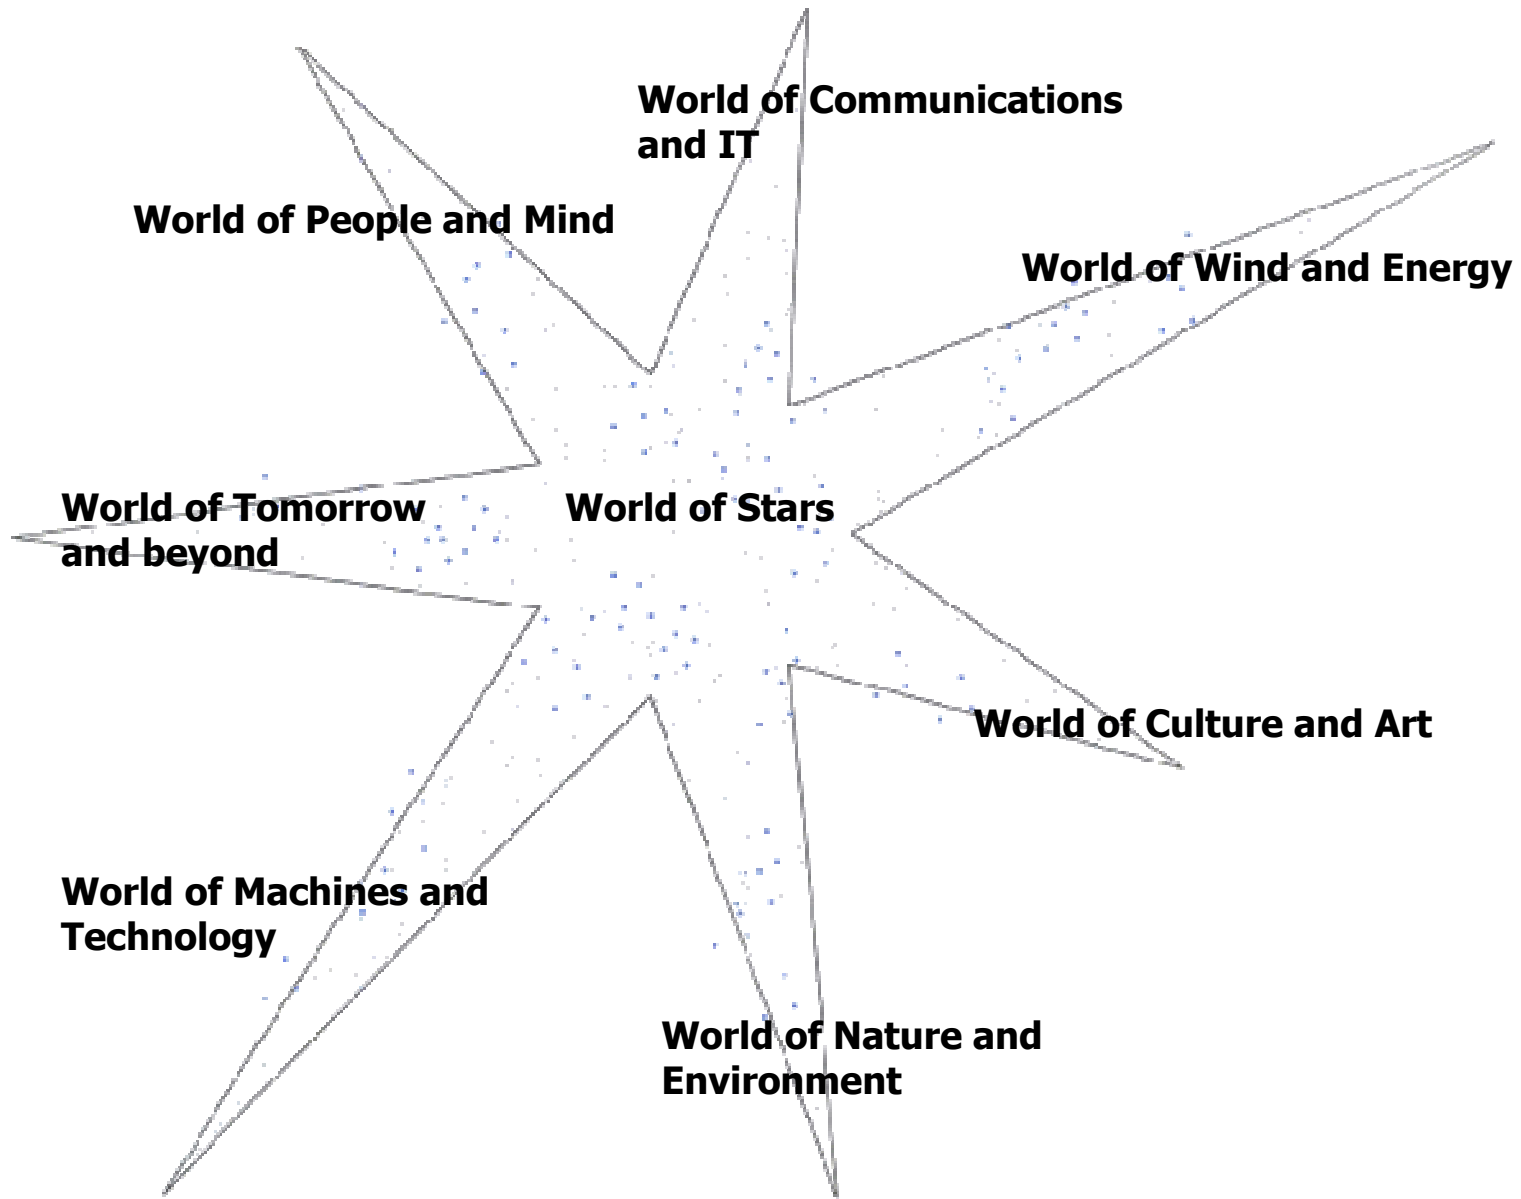 World of Communications
and IT
World of People and Mind
World of Wind and Energy
World of Tomorrow
and beyond
World of Stars
World of Culture and Art
World of Machines and
Technology
World of Nature and
Environment